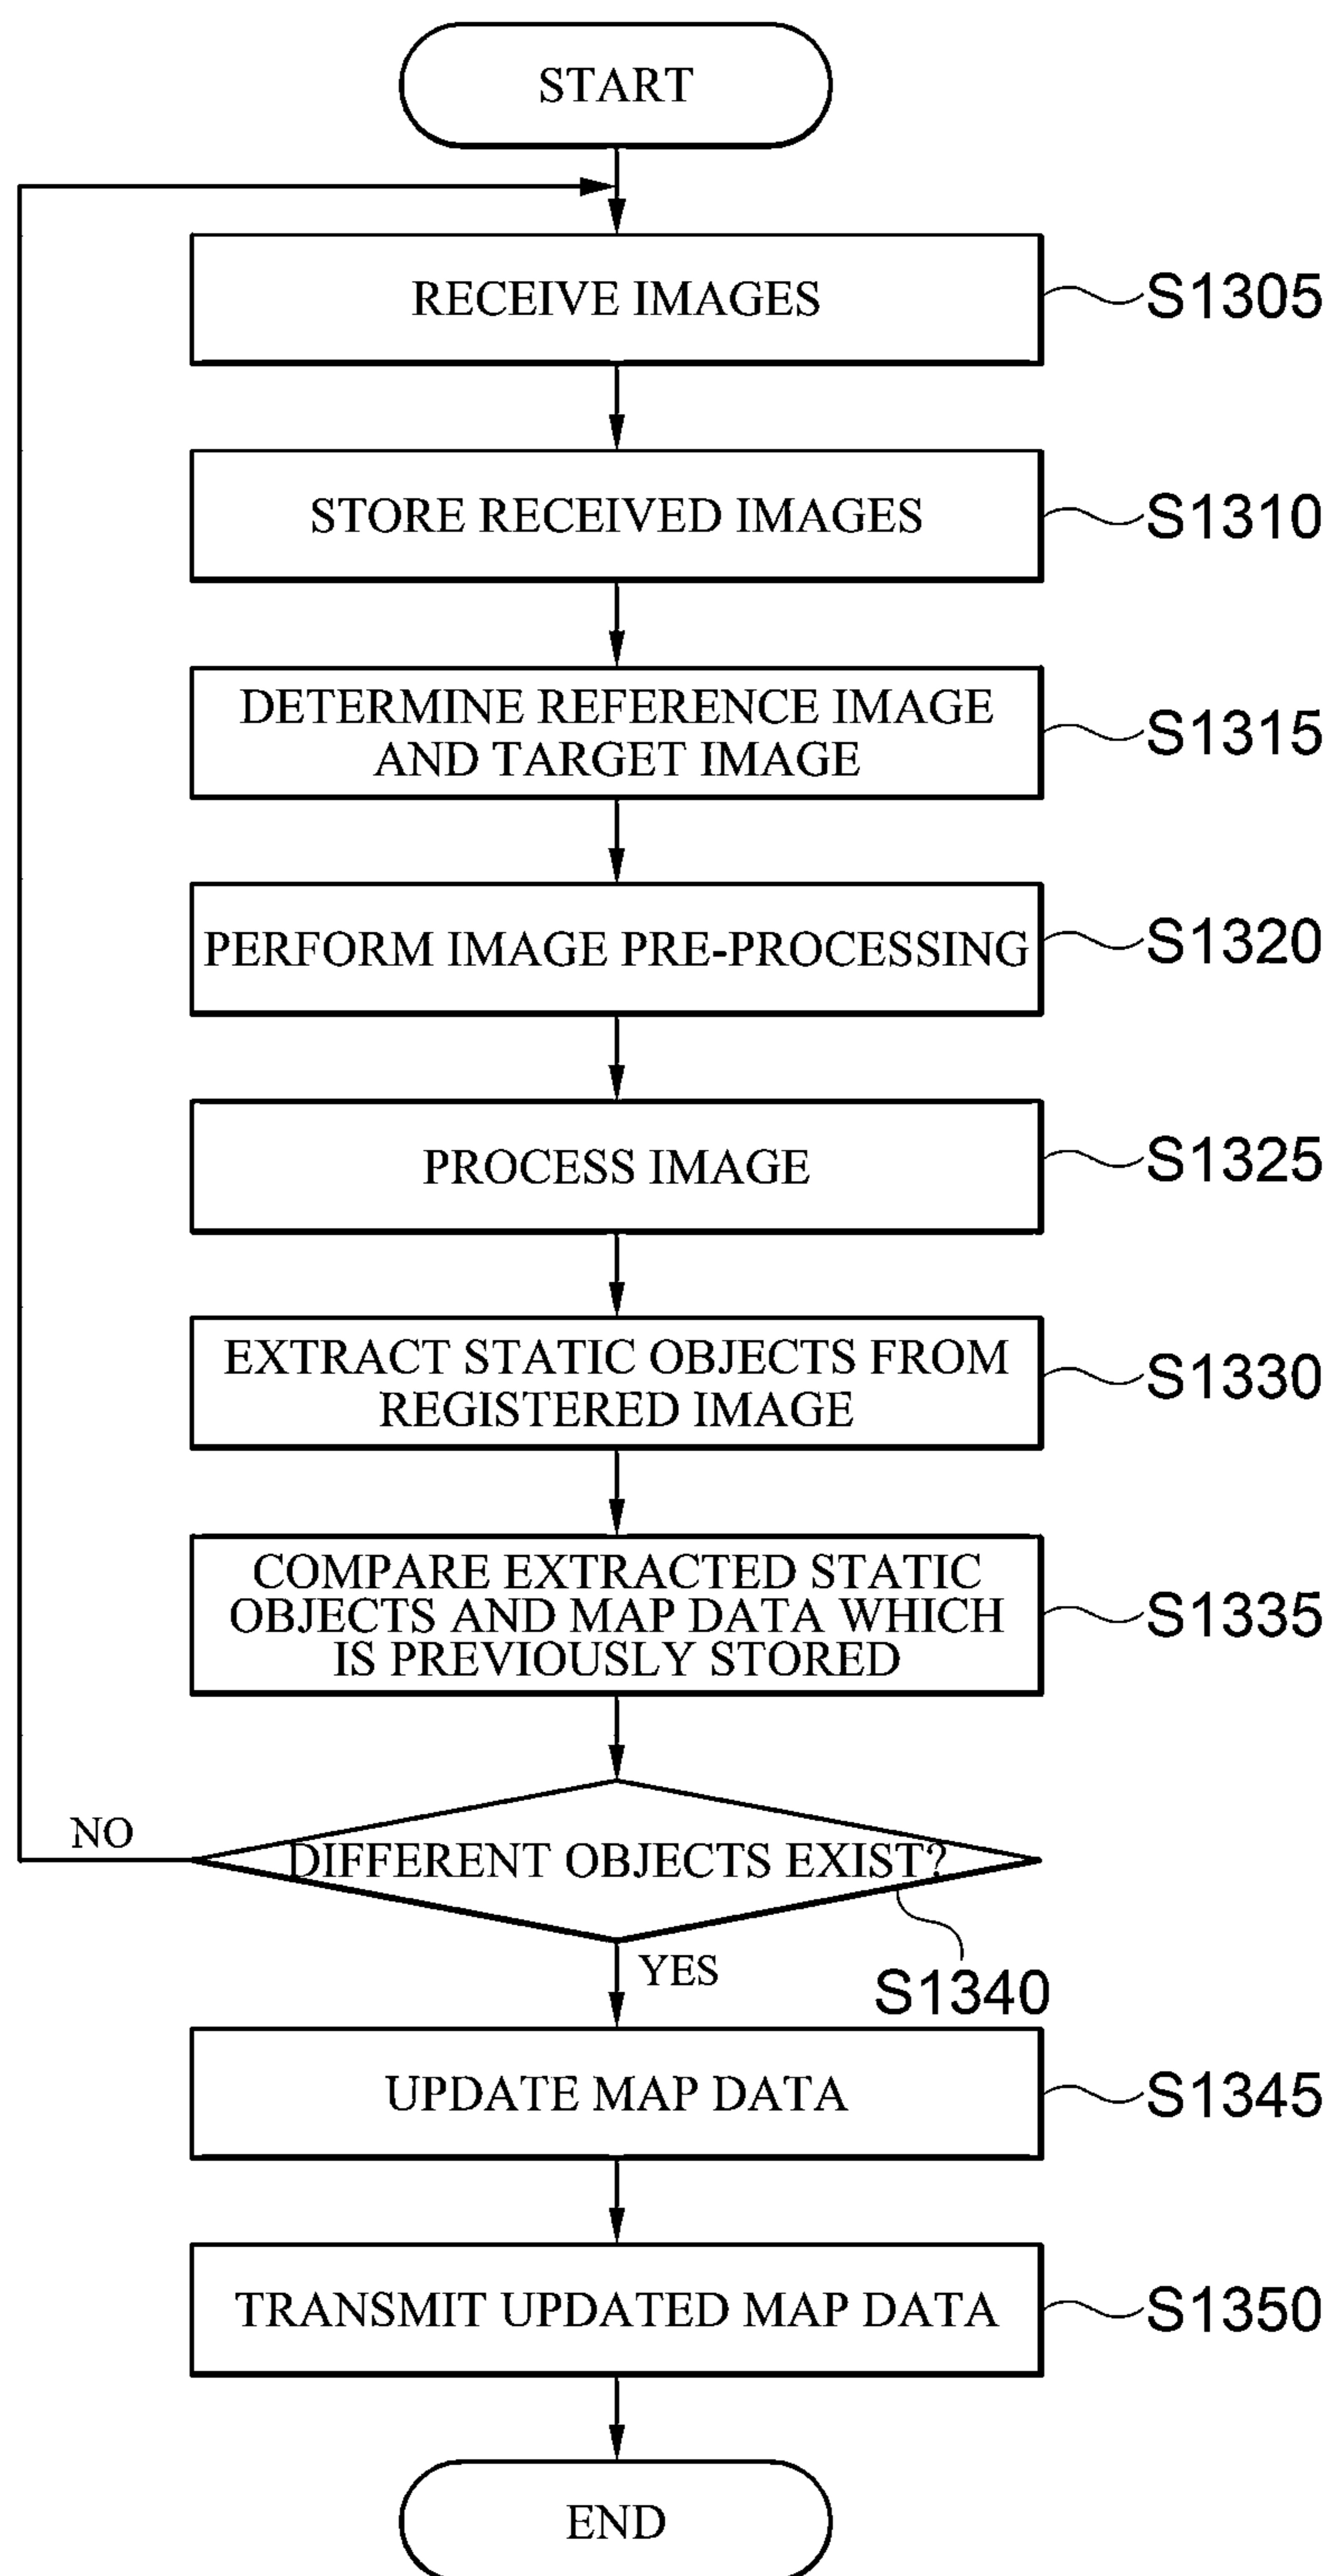 START
RECEIVE IMAGES
S1305
STORE RECEIVED IMAGES
S1310
DETERMINE REFERENCE IMAGE
AND TARGET IMAGE
S1315
PERFORM IMAGE PRE-PROCESSING
S1320
PROCESS IMAGE
S1325
EXTRACT STATIC OBJECTS FROM
REGISTERED IMAGE
S1330
COMPARE EXTRACTED STATIC
OBJECTS AND MAP DATA WHICH
IS PREVIOUSLY STORED
S1335
NO
DIFFERENT OBJECTS EXIST?
YES
S1340
UPDATE MAP DATA
S1345
TRANSMIT UPDATED MAP DATA
S1350
END